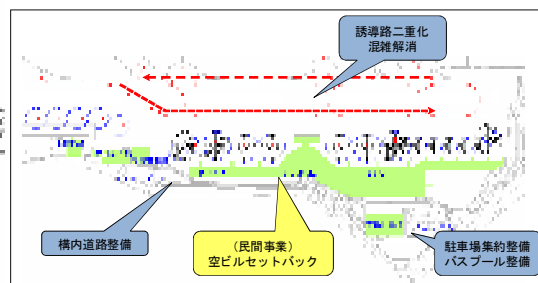 誘導路二重化
混雑解消
構内道路整備
（民間事業）
空ビルセットバック
駐車場集約整備
バスプール整備